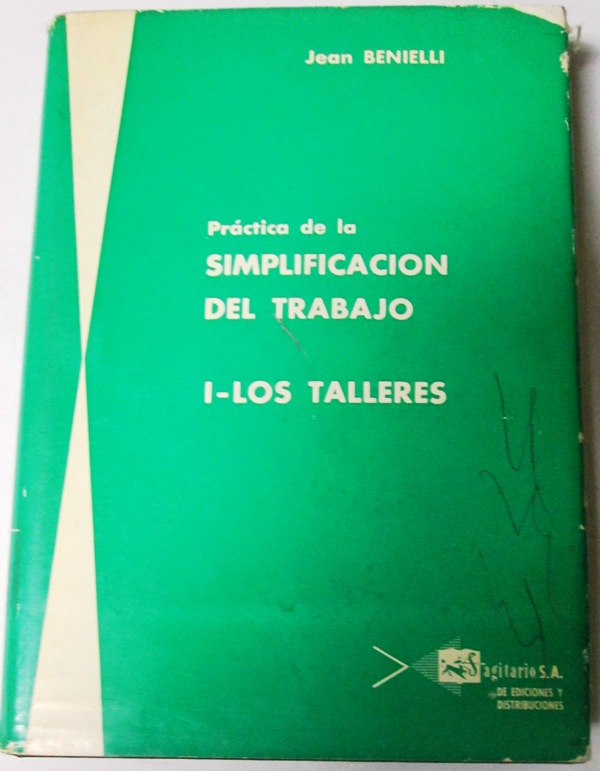 Jean BENIELLI
Práctica de la
SIMPLIFICACION
DEL TRABAJO
I-LOS TALLERES
Sagitario S.A.
DE EDICIONES Y
DISTRIBUCIONES